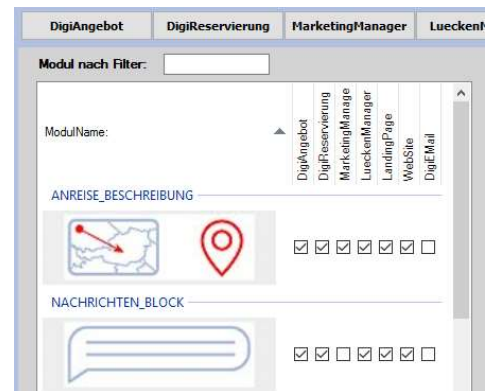 DigiAngebot DigiReservierung MarketingManager
Modul nach Filter:
ModulName:
DigiAngebot
DigiReservierung
MarketingManage
LueckenManager
LandingPage
WebSite
DigiEMail
ANREISE_BESCHREIBUNG
NACHRICHTEN_BLOCK